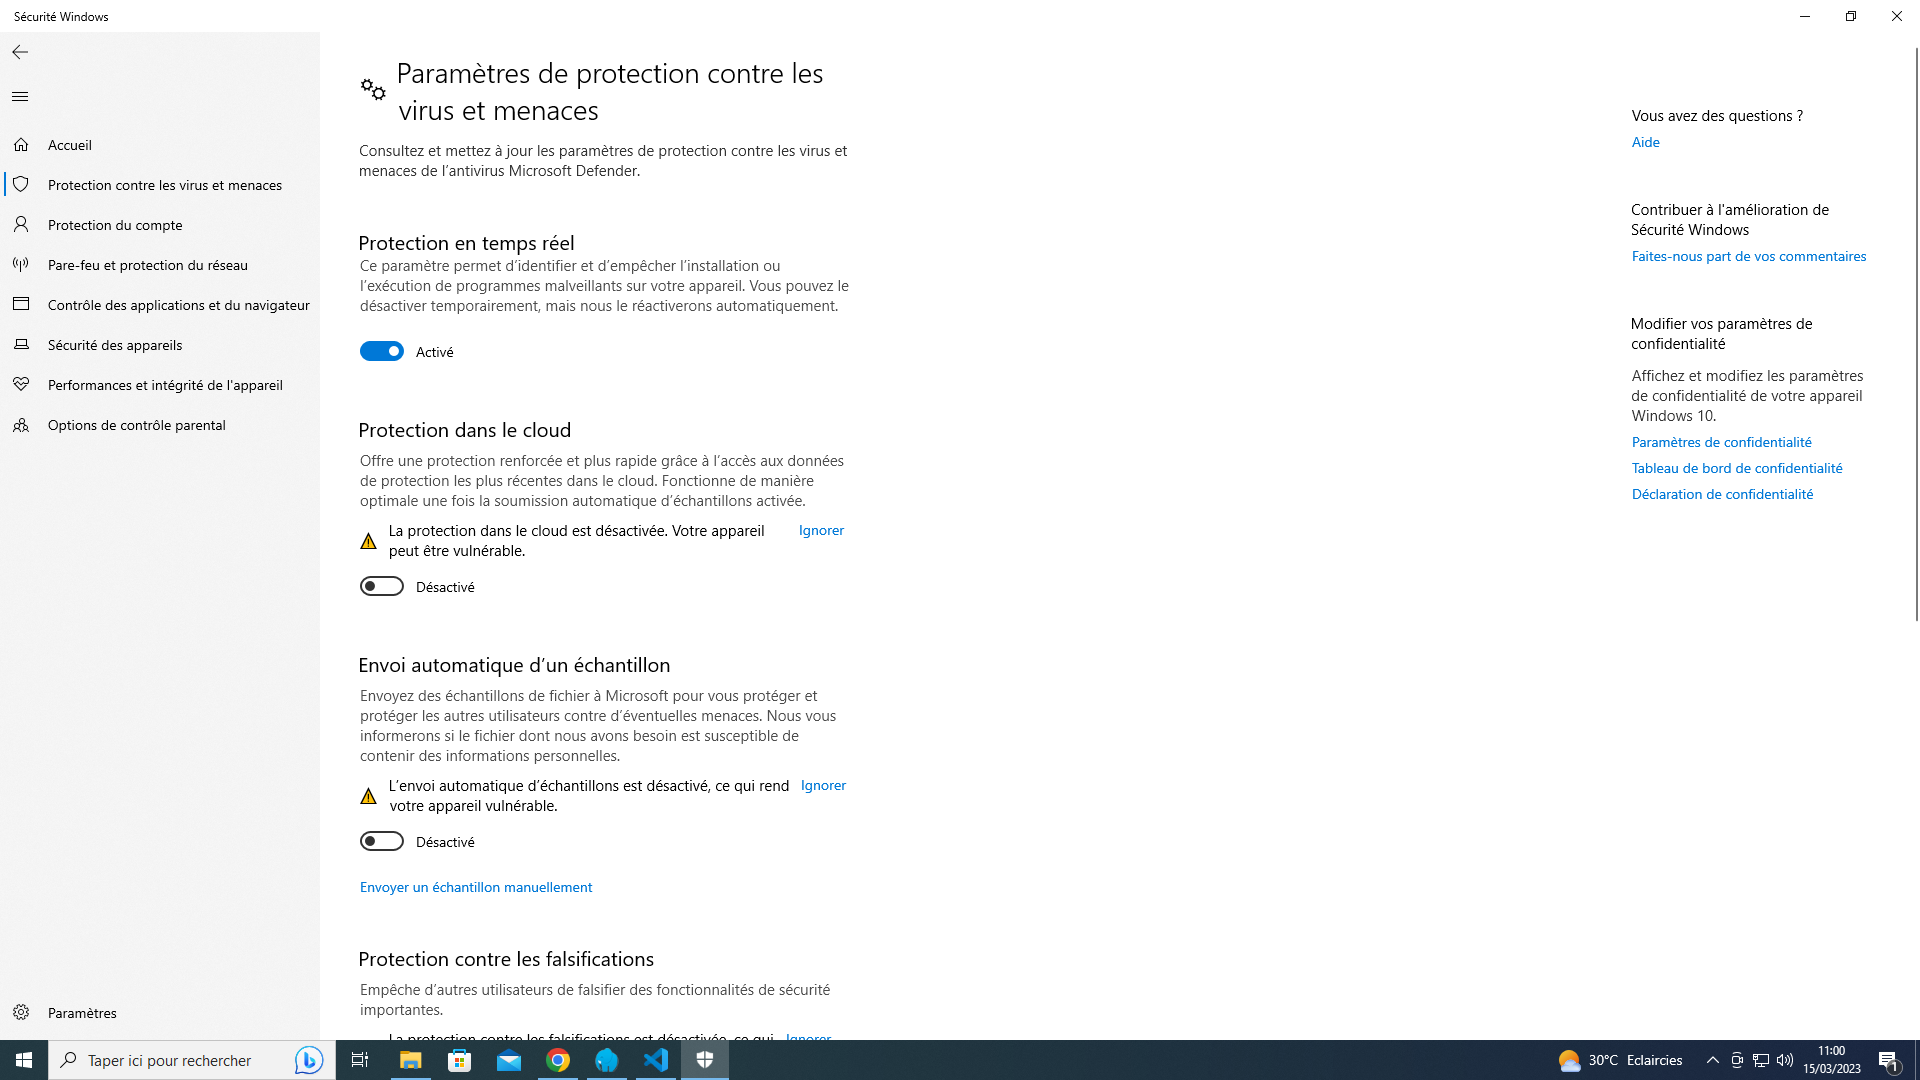 Sécurité Windows
Accueil
Protection contre les virus et menaces
Protection du compte
Pare-feu et protection du réseau
Contrôle des applications et du navigateur
Sécurité des appareils
Performances et intégrité de l'appareil
Options de contrôle parental
Paramètres
Paramètres de protection contre les
virus et menaces
Consultez et mettez à jour les paramètres de protection contre les virus et
menaces de l’antivirus Microsoft Defender.
Protection en temps réel
Ce paramètre permet d’identifier et d’empêcher l’installation ou
l’exécution de programmes malveillants sur votre appareil. Vous pouvez le
désactiver temporairement, mais nous le réactiverons automatiquement.
Activé
Protection dans le cloud
Offre une protection renforcée et plus rapide grâce à l’accès aux données
de protection les plus récentes dans le cloud. Fonctionne de manière
optimale une fois la soumission automatique d’échantillons activée.
La protection dans le cloud est désactivée. Votre appareil
peut être vulnérable.
Ignorer
Désactivé
Envoi automatique d’un échantillon
Envoyez des échantillons de fichier à Microsoft pour vous protéger et
protéger les autres utilisateurs contre d’éventuelles menaces. Nous vous
informerons si le fichier dont nous avons besoin est susceptible de
contenir des informations personnelles.
L’envoi automatique d’échantillons est désactivé, ce qui rend
votre appareil vulnérable.
Ignorer
Désactivé
Envoyer un échantillon manuellement
Protection contre les falsifications
Empêche d’autres utilisateurs de falsifier des fonctionnalités de sécurité
importantes.
La protection contre les falsifications est désactivée, ce qui
Ignorer
Vous avez des questions ?
Aide
Contribuer à l'amélioration de
Sécurité Windows
Faites-nous part de vos commentaires
Modifier vos paramètres de
confidentialité
Affichez et modifiez les paramètres
de confidentialité de votre appareil
Windows 10.
Paramètres de confidentialité
Tableau de bord de confidentialité
Déclaration de confidentialité
Taper ici pour rechercher
30°C Eclaircies
11:00
15/03/2023
1